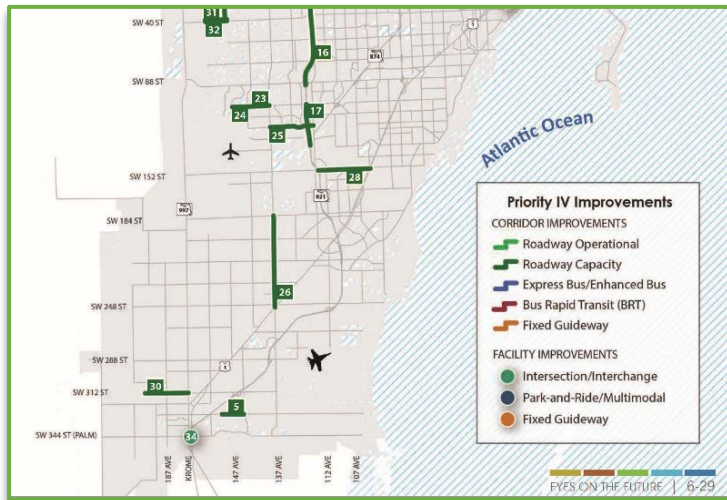 31
SW 40 ST
32
1
16
874
SW 88 ST
23
17
24
25
Atlantic Ocean
28
SW 152 ST
997
821
SW 184 ST
26
SW 248 ST
SW 288 ST
1
30
SW 312 ST
5
SW 344 ST (PALM)
34
187 AVE
KROME
147 AVE
137 AVE
112 AVE
107 AVE
Priority IV Improvements
CORRIDOR IMPROVEMENTS
Roadway Operational
Roadway Capacity
Express Bus/Enhanced Bus
Bus Rapid Transit (BRT)
Fixed Guideway
FACILITY IMPROVEMENTS
Intersection/Interchange
Park-and-Ride/Multimodal
Fixed Guideway
EYES ON THE FUTURE | 6-29